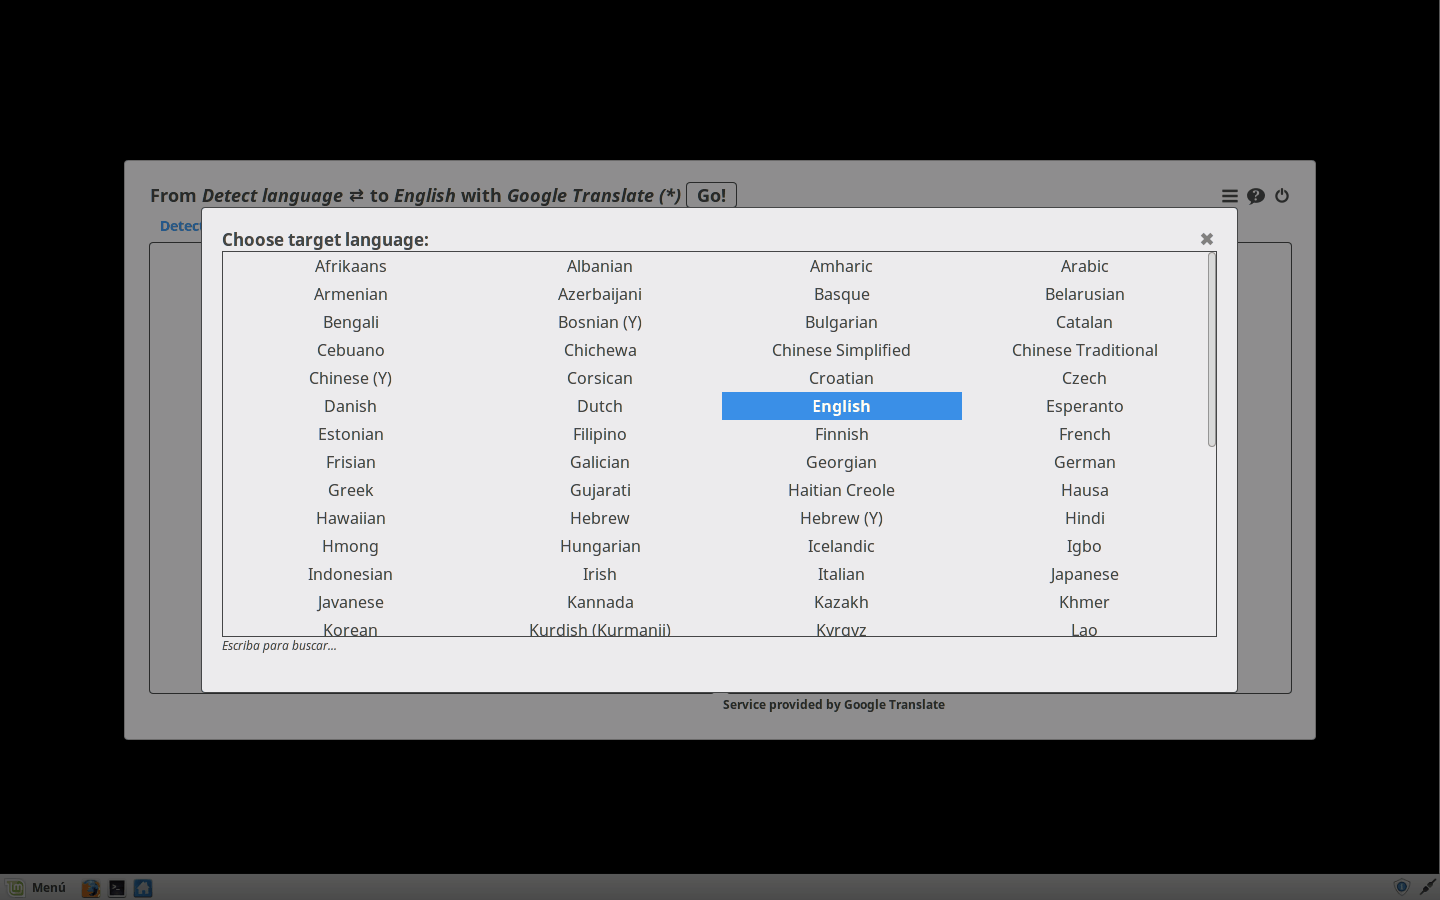 From Detect language ⇄ to English with Google Translate (*) Go!
Choose target language:
Afrikaans Albanian Amharic Arabic
Armenian Azerbaijani Basque Belarusian
Bengali Bosnian (Y) Bulgarian Catalan
Cebuano Chichewa Chinese Simplified Chinese Traditional
Chinese (Y) Corsican Croatian Czech
Danish Dutch English Esperanto
Estonian Filipino Finnish French
Frisian Galician Georgian German
Greek Gujarati Haitian Creole Hausa
Hawaiian Hebrew Hebrew (Y) Hindi
Hmong Hungarian Icelandic Igbo
Indonesian Irish Italian Japanese
Javanese Kannada Kazakh Khmer
Korean Kurdish (Kurmanji) Kyrgyz Lao
Escriba para buscar...
Service provided by Google Translate
Menú